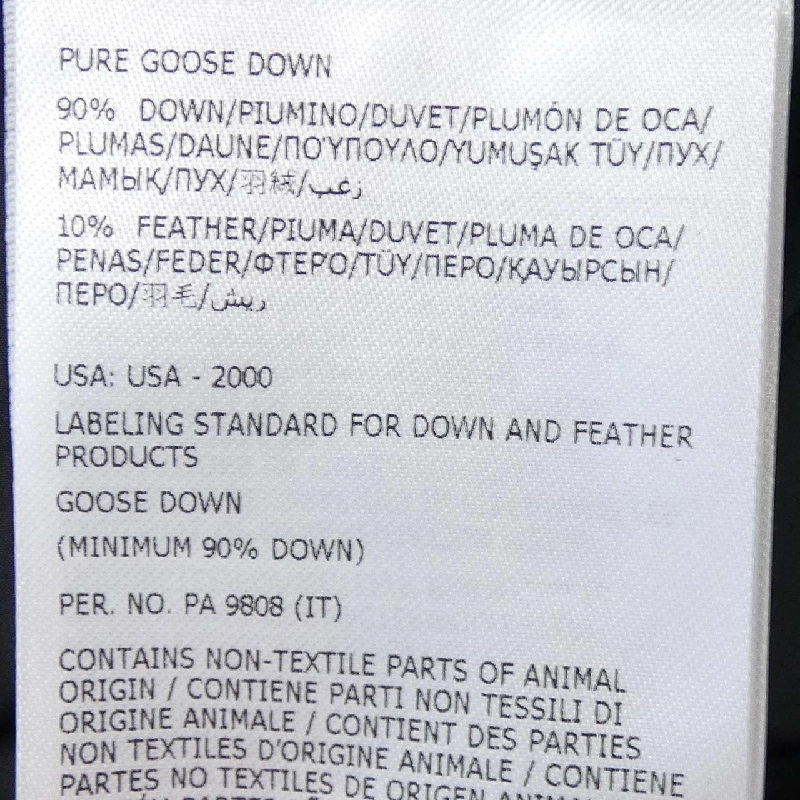 PURE GOOSE DOWN
90% DOWN/PIUMINO/DUVET/PLUMÓN DE OCA/
PLUMAS/DAUNE/ΠΟΎΠΟΥΛΟ/YUMUŞAK TÜY/ПУХ/
МАМЫҚ/ПУХ/羽絨/زغب
10% FEATHER/PIUMA/DUVET/PLUMA DE OCA/
PENAS/FEDER/ΦΤΕΡΌ/TÜY/ПЕРО/ҚАУЫРСЫН/
ПЕРО/羽毛/ريش
USA: USA - 2000
LABELING STANDARD FOR DOWN AND FEATHER
PRODUCTS
GOOSE DOWN
(MINIMUM 90% DOWN)
PER. NO. PA 9808 (IT)
CONTAINS NON-TEXTILE PARTS OF ANIMAL
ORIGIN / CONTIENE PARTI NON TESSILI DI
ORIGINE ANIMALE / CONTIENT DES PARTIES
NON TEXTILES D'ORIGINE ANIMALE / CONTIENE
PARTES NO TEXTILES DE ORIGEN